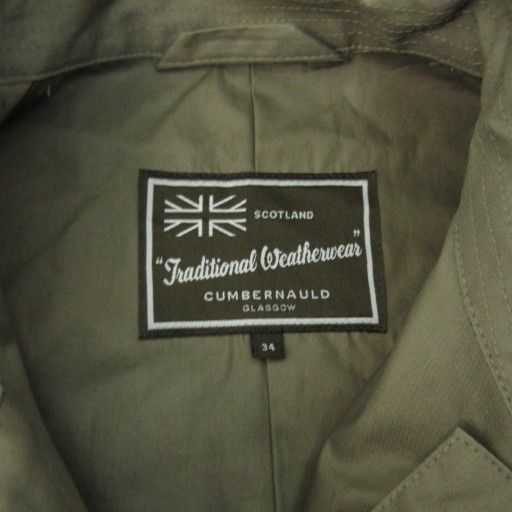 SCOTLAND
"Traditional Weatherwear"
CUMBERNAULD
GLASGOW
34